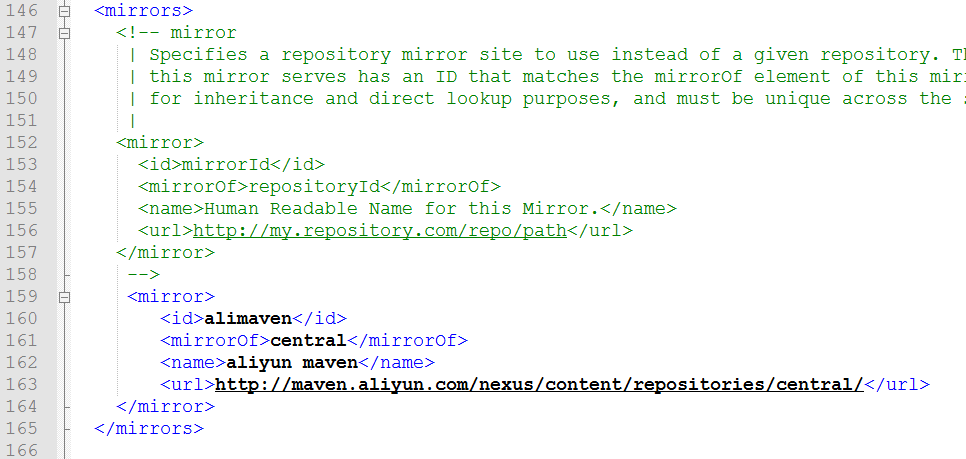 146 <mirrors>
147 <!-- mirror
148 | Specifies a repository mirror site to use instead of a given repository.
149 | this mirror serves has an ID that matches the mirrorOf element of this
150 | for inheritance and direct lookup purposes, and must be unique across the
151 |
152 <mirror>
153 <id>mirrorId</id>
154 <mirrorOf>repositoryId</mirrorOf>
155 <name>Human Readable Name for this Mirror.</name>
156 <url>http://my.repository.com/repo/path</url>
157 </mirror>
158 -->
159 <mirror>
160 <id>alimaven</id>
161 <mirrorOf>central</mirrorOf>
162 <name>aliyun maven</name>
163 <url>http://maven.aliyun.com/nexus/content/repositories/central/</url>
164 </mirror>
165 </mirrors>
166